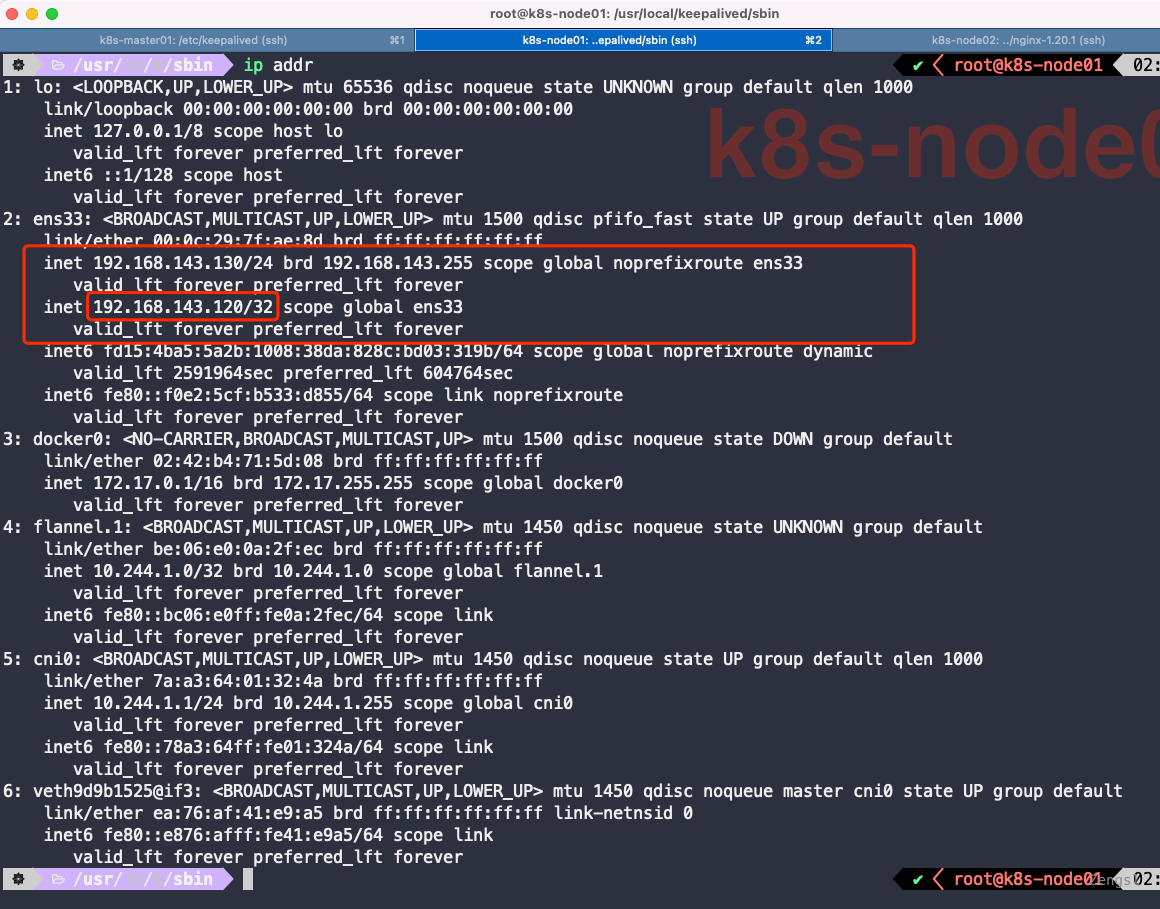 root@k8s-node01: /usr/local/keepalived/sbin
k8s-master01: /etc/keepalived (ssh) ⌘1 k8s-node01: ..epalived/sbin (ssh) ⌘2 k8s-node02: ../nginx-1.20.1 (ssh)
/usr/ /k/sbin ip addr ✔ root@k8s-node01 02:
1: lo: <LOOPBACK,UP,LOWER_UP> mtu 65536 qdisc noqueue state UNKNOWN group default qlen 1000
link/loopback 00:00:00:00:00:00 brd 00:00:00:00:00:00
k8s-node0
inet 127.0.0.1/8 scope host lo
valid_lft forever preferred_lft forever
inet6 ::1/128 scope host
valid_lft forever preferred_lft forever
2: ens33: <BROADCAST,MULTICAST,UP,LOWER_UP> mtu 1500 qdisc pfifo_fast state UP group default qlen 1000
link/ether 00:0c:29:7f:ae:8d brd ff:ff:ff:ff:ff:ff
inet 192.168.143.130/24 brd 192.168.143.255 scope global noprefixroute ens33
valid_lft forever preferred_lft forever
inet 192.168.143.120/32 scope global ens33
valid_lft forever preferred_lft forever
inet6 fd15:4ba5:5a2b:1008:38da:828c:bd03:319b/64 scope global noprefixroute dynamic
valid_lft 2591964sec preferred_lft 604764sec
inet6 fe80::f0e2:5cf:b533:d855/64 scope link noprefixroute
valid_lft forever preferred_lft forever
3: docker0: <NO-CARRIER,BROADCAST,MULTICAST,UP> mtu 1500 qdisc noqueue state DOWN group default
link/ether 02:42:b4:71:5d:08 brd ff:ff:ff:ff:ff:ff
inet 172.17.0.1/16 brd 172.17.255.255 scope global docker0
valid_lft forever preferred_lft forever
4: flannel.1: <BROADCAST,MULTICAST,UP,LOWER_UP> mtu 1450 qdisc noqueue state UNKNOWN group default
link/ether be:06:e0:0a:2f:ec brd ff:ff:ff:ff:ff:ff
inet 10.244.1.0/32 brd 10.244.1.0 scope global flannel.1
valid_lft forever preferred_lft forever
inet6 fe80::bc06:e0ff:fe0a:2fec/64 scope link
valid_lft forever preferred_lft forever
5: cni0: <BROADCAST,MULTICAST,UP,LOWER_UP> mtu 1450 qdisc noqueue state UP group default qlen 1000
link/ether 7a:a3:64:01:32:4a brd ff:ff:ff:ff:ff:ff
inet 10.244.1.1/24 brd 10.244.1.255 scope global cni0
valid_lft forever preferred_lft forever
inet6 fe80::78a3:64ff:fe01:324a/64 scope link
valid_lft forever preferred_lft forever
6: veth9d9b1525@if3: <BROADCAST,MULTICAST,UP,LOWER_UP> mtu 1450 qdisc noqueue master cni0 state UP group default
link/ether ea:76:af:41:e9:a5 brd ff:ff:ff:ff:ff:ff link-netnsid 0
inet6 fe80::e876:afff:fe41:e9a5/64 scope link
valid_lft forever preferred_lft forever
✔ root@k8s-node01 02: